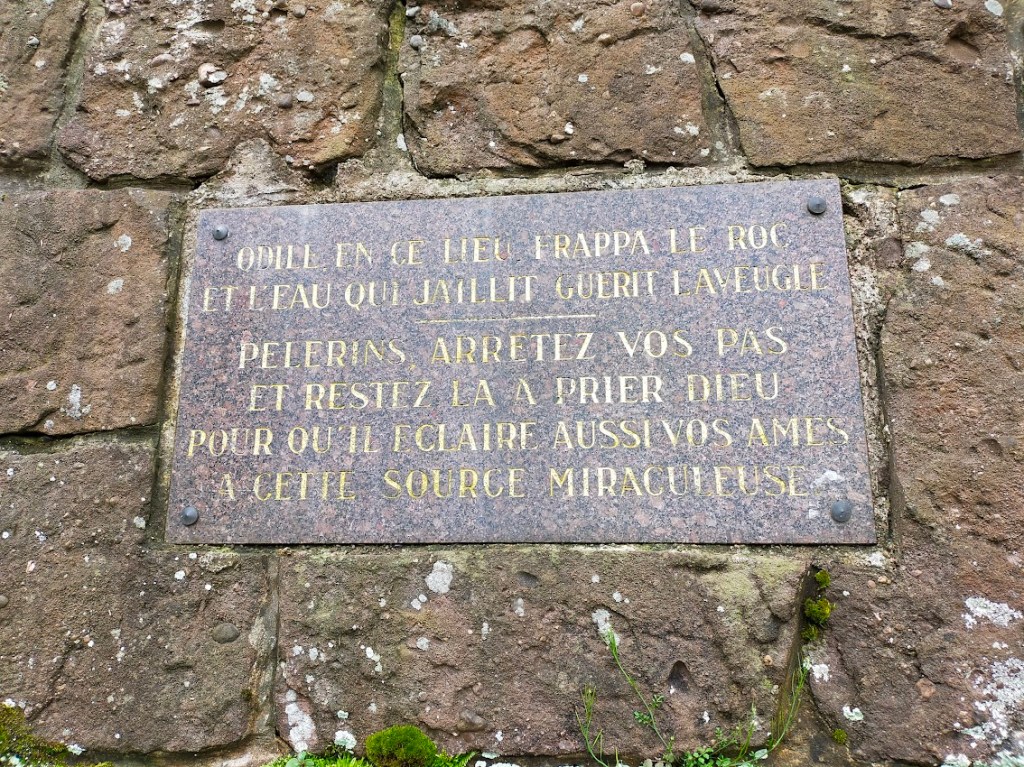 ODILL EN CE LIEU FRAPPA LE ROC
ET L'EAU QUI JAILLIT GUERIT L'AVEUGLE
PELERINS, ARRETEZ VOS PAS
ET RESTEZ LA A PRIER DIEU
POUR QU'IL ECLAIRE AUSSI VOS AMES
A CETTE SOURCE MIRACULEUSE